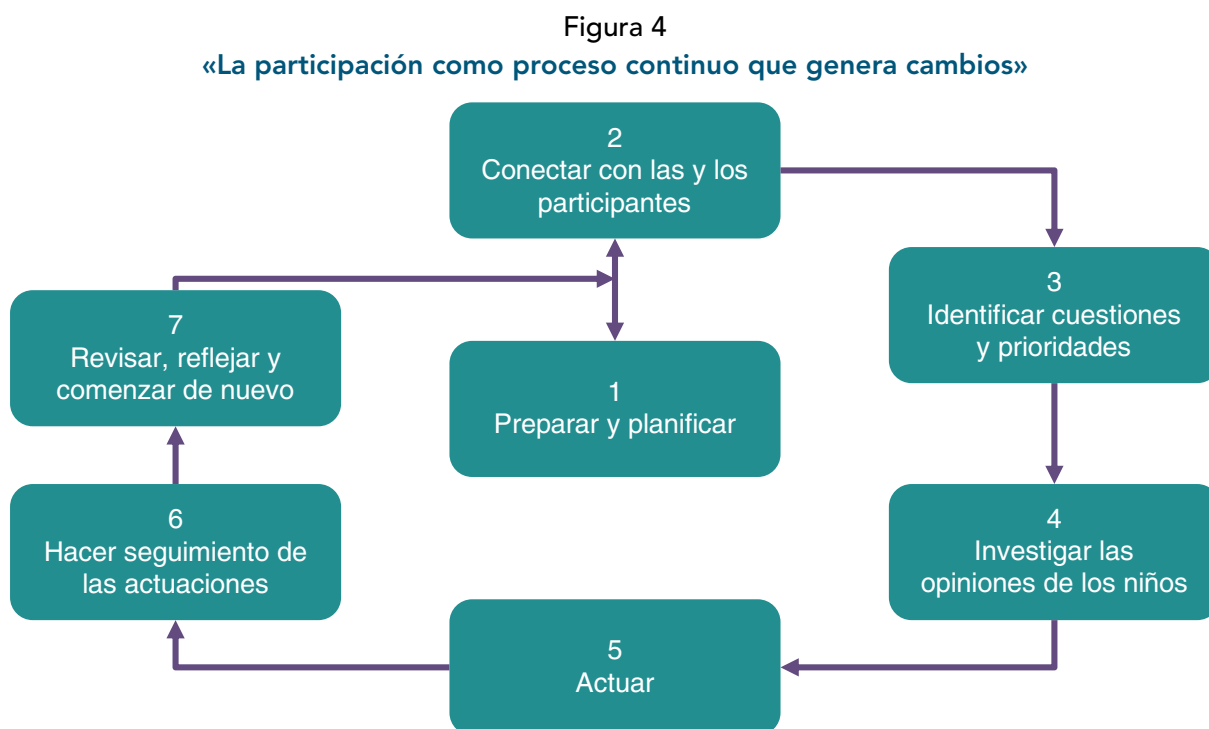 Figura 4
«La participación como proceso continuo que genera cambios»
2
Conectar con las y los
participantes
3
Identificar cuestiones
y prioridades
7
Revisar, reflejar y
comenzar de nuevo
1
Preparar y planificar
6
Hacer seguimiento de
las actuaciones
4
Investigar las
opiniones de los niños
5
Actuar